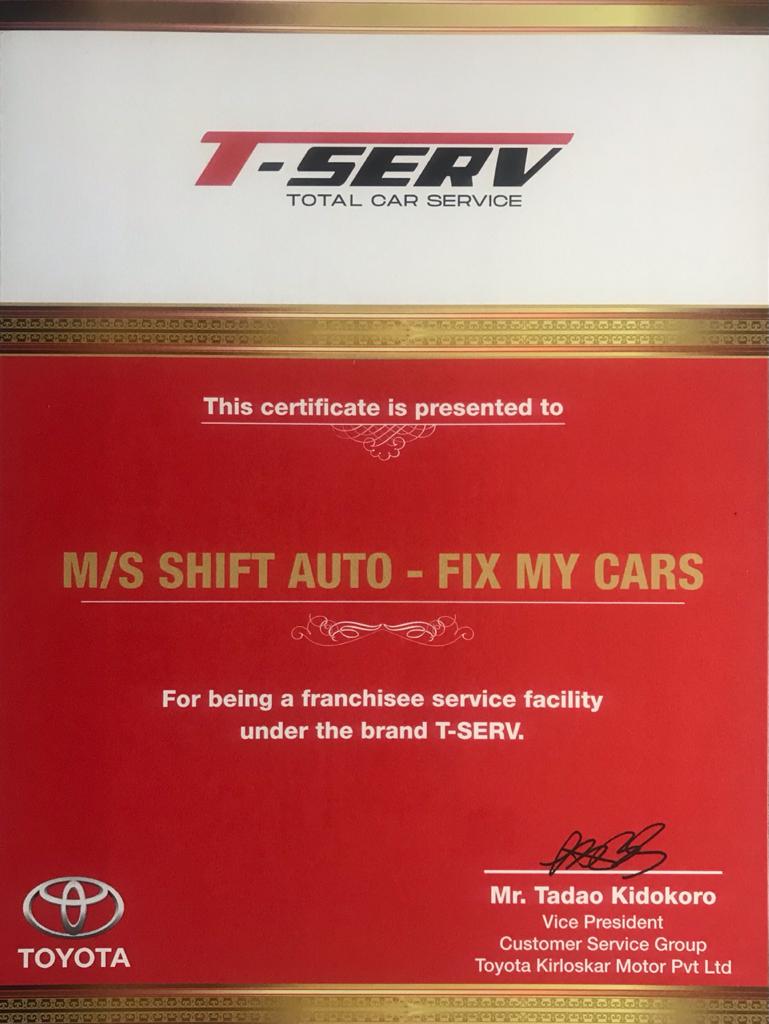 T-SERV
TOTAL CAR SERVICE
This certificate is presented to
M/S SHIFT AUTO - FIX MY CARS
For being a franchisee service facility
under the brand T-SERV.
Mr. Tadao Kidokoro
Vice President
Customer Service Group
Toyota Kirloskar Motor Pvt Ltd
TOYOTA